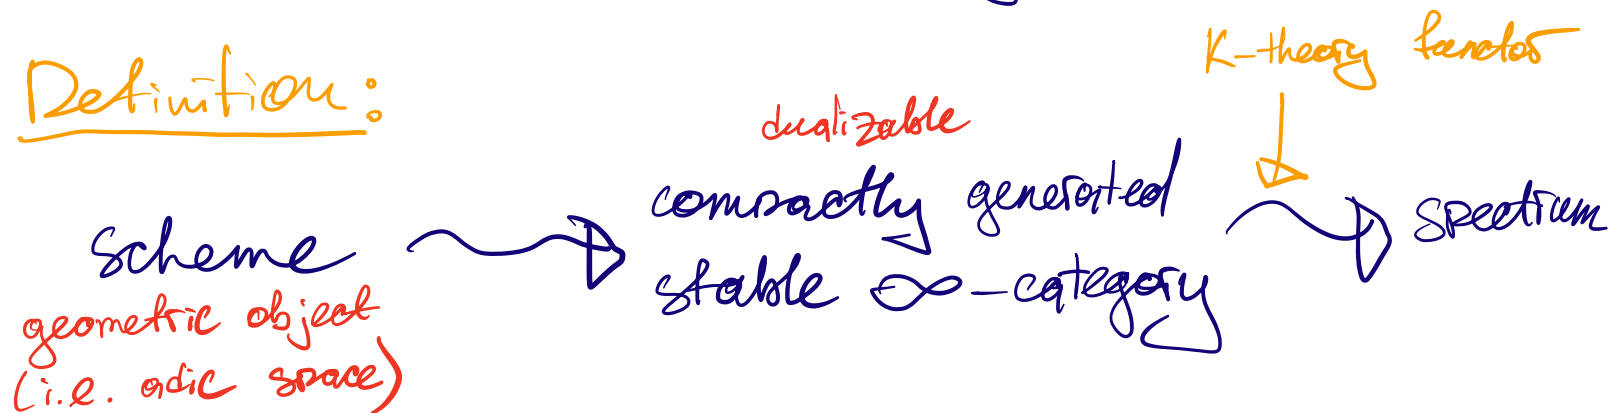 K-theory functor
Definition:
dualizable
compactly generated
scheme
stable ∞-category
spectrum
geometric object
(i.e. adic space)